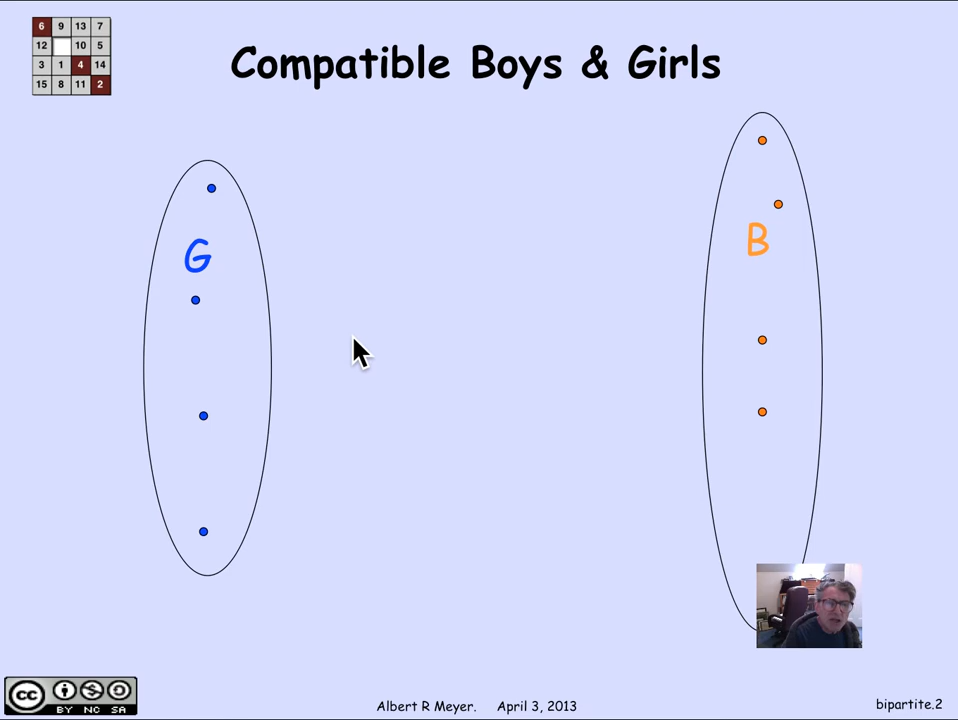 6 9 13 7
12 10 5
3 1 4 14
15 8 11 2
Compatible Boys & Girls
G
B
cc
BY NC SA
Albert R Meyer. April 3, 2013
bipartite.2